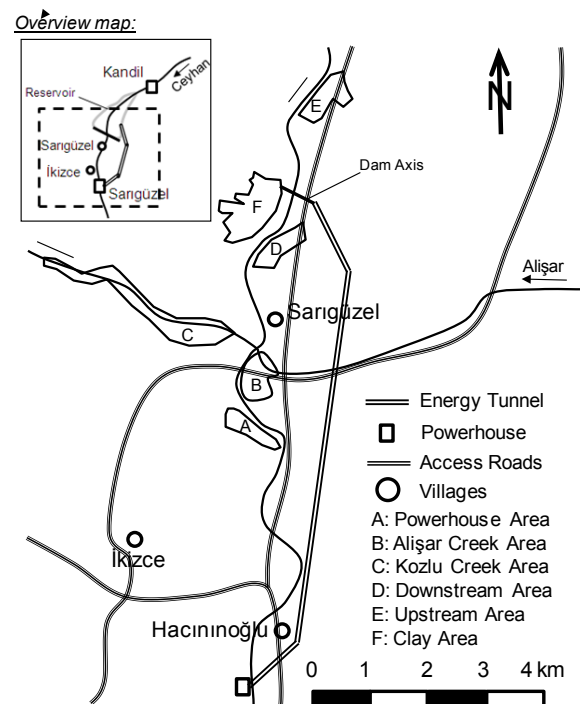 Overview map:
Kandil
Ceyhan
Reservoir
Sarıgüzel
İkizce
Sarıgüzel
E
N
Dam Axis
F
D
Alişar
Sarıgüzel
C
B
A
Energy Tunnel
Powerhouse
Access Roads
Villages
A: Powerhouse Area
B: Alişar Creek Area
C: Kozlu Creek Area
D: Downstream Area
E: Upstream Area
F: Clay Area
İkizce
Hacınınoğlu
0 1 2 3 4 km